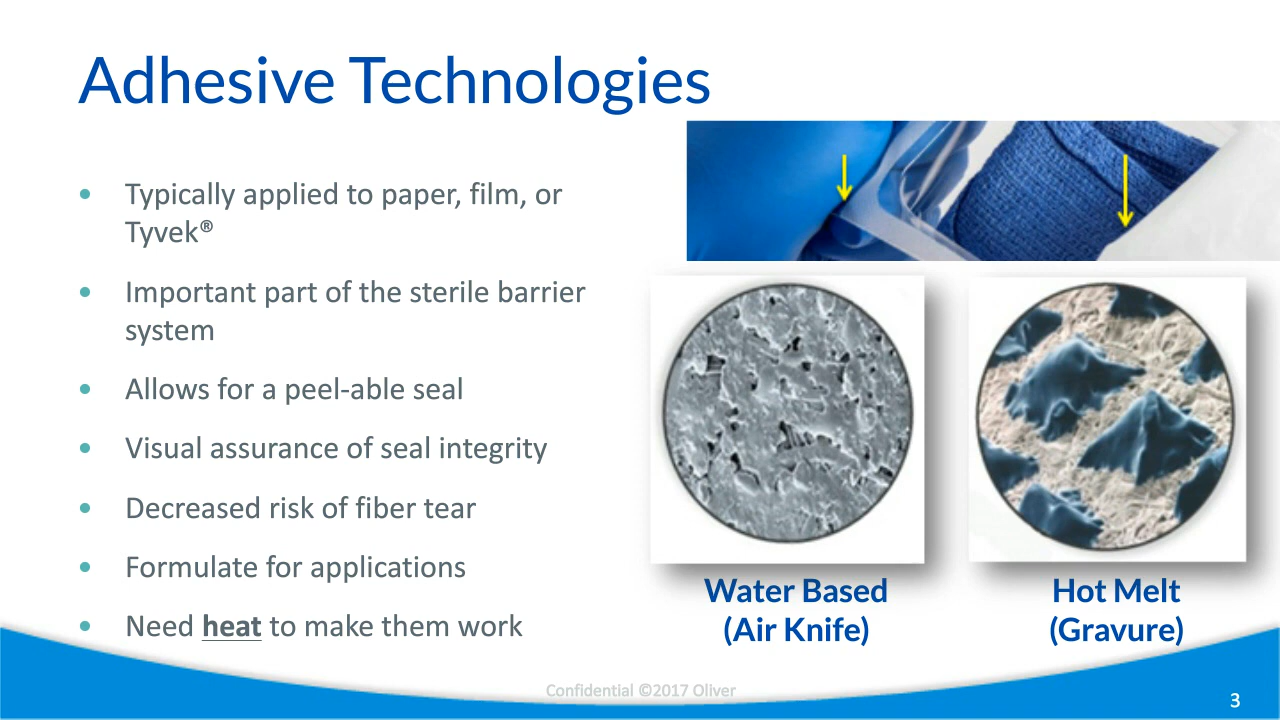 Adhesive Technologies
Typically applied to paper, film, or
Tyvek®
Important part of the sterile barrier
system
Allows for a peel-able seal
Visual assurance of seal integrity
Decreased risk of fiber tear
Formulate for applications
Need heat to make them work
Water Based
(Air Knife)
Hot Melt
(Gravure)
Confidential ©2017 Oliver
3